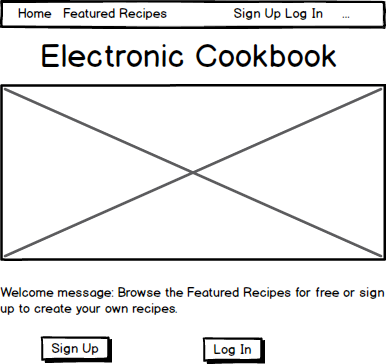 Home Featured Recipes Sign Up Log In ...
Electronic Cookbook
Welcome message: Browse the Featured Recipes for free or sign
up to create your own recipes.
Sign Up Log In